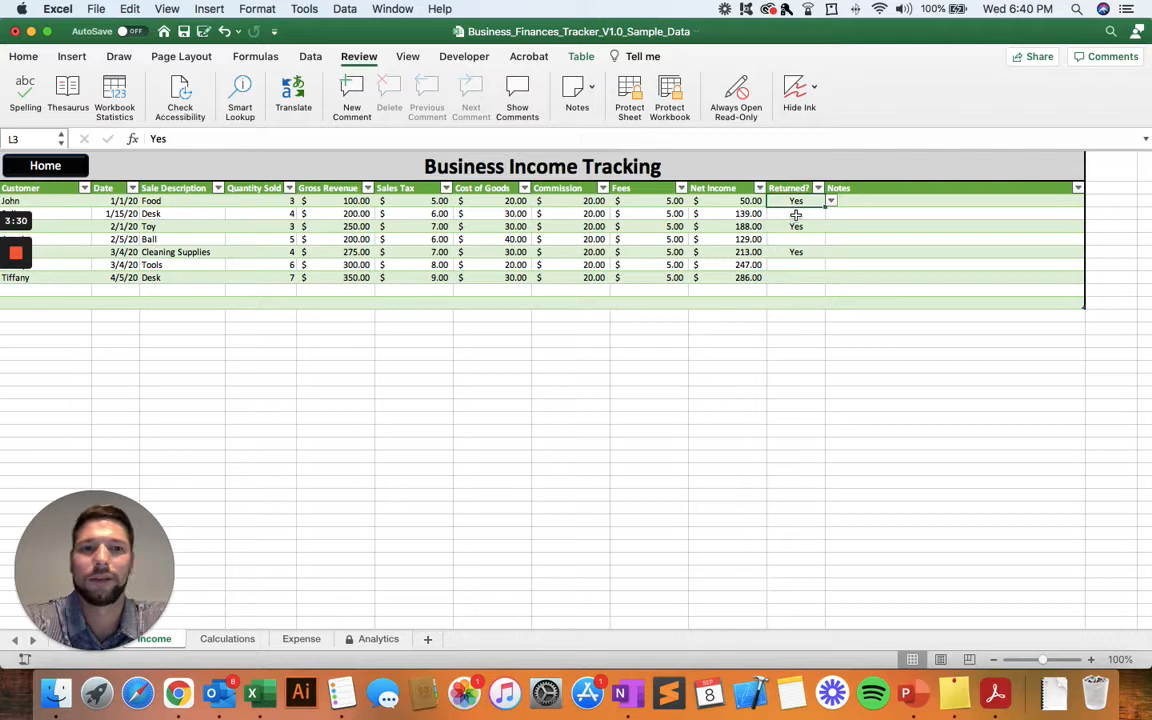 Excel File Edit View Insert Format Tools Data Window Help 100% Wed 6:40 PM
AutoSave OFF Business_Finances_Tracker_V1.0_Sample_Data
Home Insert Draw Page Layout Formulas Data Review View Developer Acrobat Table Tell me Share Comments
abc
Spelling Thesaurus Workbook Statistics Check Accessibility Smart Lookup Translate New Comment Delete Previous Comment Next Comment Show Comments Notes Protect Sheet Protect Workbook Always Open Read-Only Hide Ink
L3 fx Yes
Home Business Income Tracking
Customer Date Sale Description Quantity Sold Gross Revenue Sales Tax Cost of Goods Commission Fees Net Income Returned? Notes
John 1/1/20 Food 3 $ 100.00 $ 5.00 $ 20.00 $ 20.00 $ 5.00 $ 50.00 Yes
1/15/20 Desk 4 $ 200.00 $ 6.00 $ 30.00 $ 20.00 $ 5.00 $ 139.00
3:30
2/1/20 Toy 3 $ 250.00 $ 7.00 $ 30.00 $ 20.00 $ 5.00 $ 188.00 Yes
2/5/20 Ball 5 $ 200.00 $ 6.00 $ 40.00 $ 20.00 $ 5.00 $ 129.00
3/4/20 Cleaning Supplies 4 $ 275.00 $ 7.00 $ 30.00 $ 20.00 $ 5.00 $ 213.00 Yes
3/4/20 Tools 6 $ 300.00 $ 8.00 $ 20.00 $ 20.00 $ 5.00 $ 247.00
Tiffany 4/5/20 Desk 7 $ 350.00 $ 9.00 $ 30.00 $ 20.00 $ 5.00 $ 286.00
Income Calculations Expense Analytics
100%
8 Ai 1 1 SEP 8